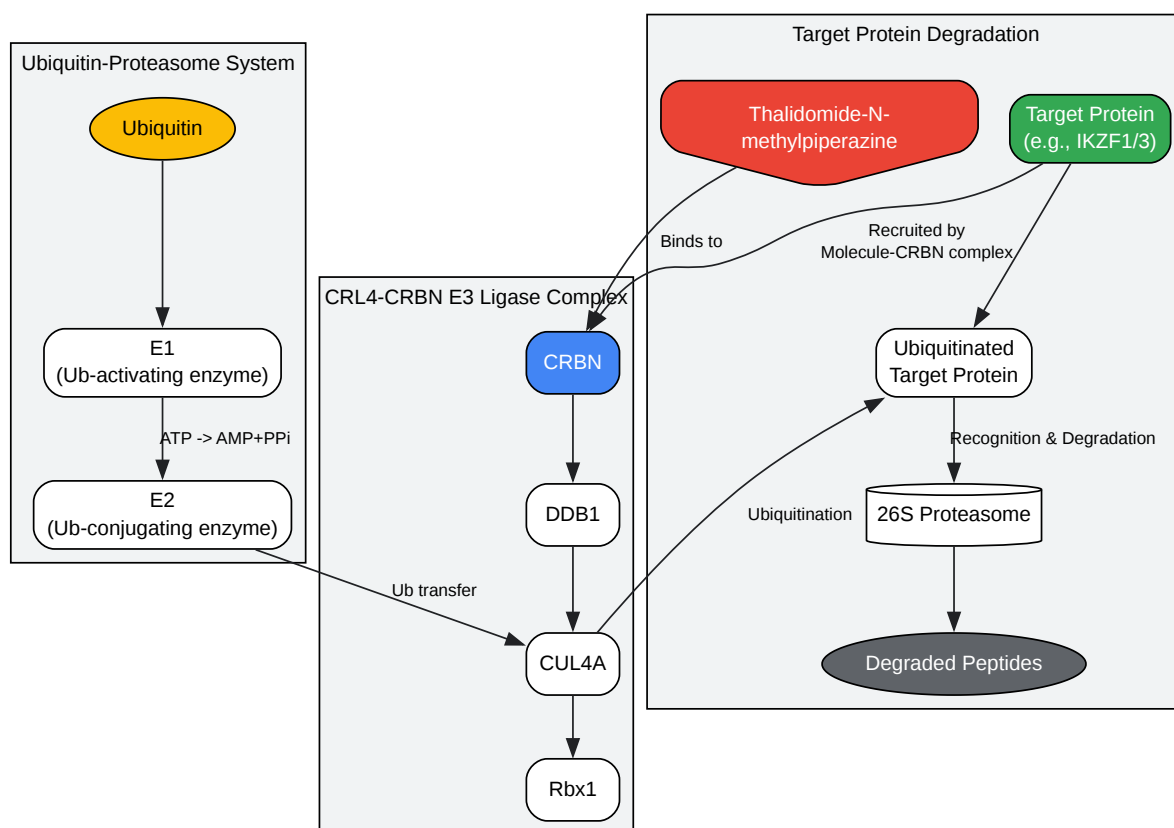 Ubiquitin-Proteasome System
Ubiquitin
E1
(Ub-activating enzyme)
ATP -> AMP+PPi
E2
(Ub-conjugating enzyme)
Ub transfer
CRL4-CRBN E3 Ligase Complex
CRBN
DDB1
CUL4A
Rbx1
Target Protein Degradation
Thalidomide-N-
methylpiperazine
Target Protein
(e.g., IKZF1/3)
Binds to
Recruited by
Molecule-CRBN complex
Ubiquitinated
Target Protein
Recognition & Degradation
Ubiquitination
26S Proteasome
Degraded Peptides